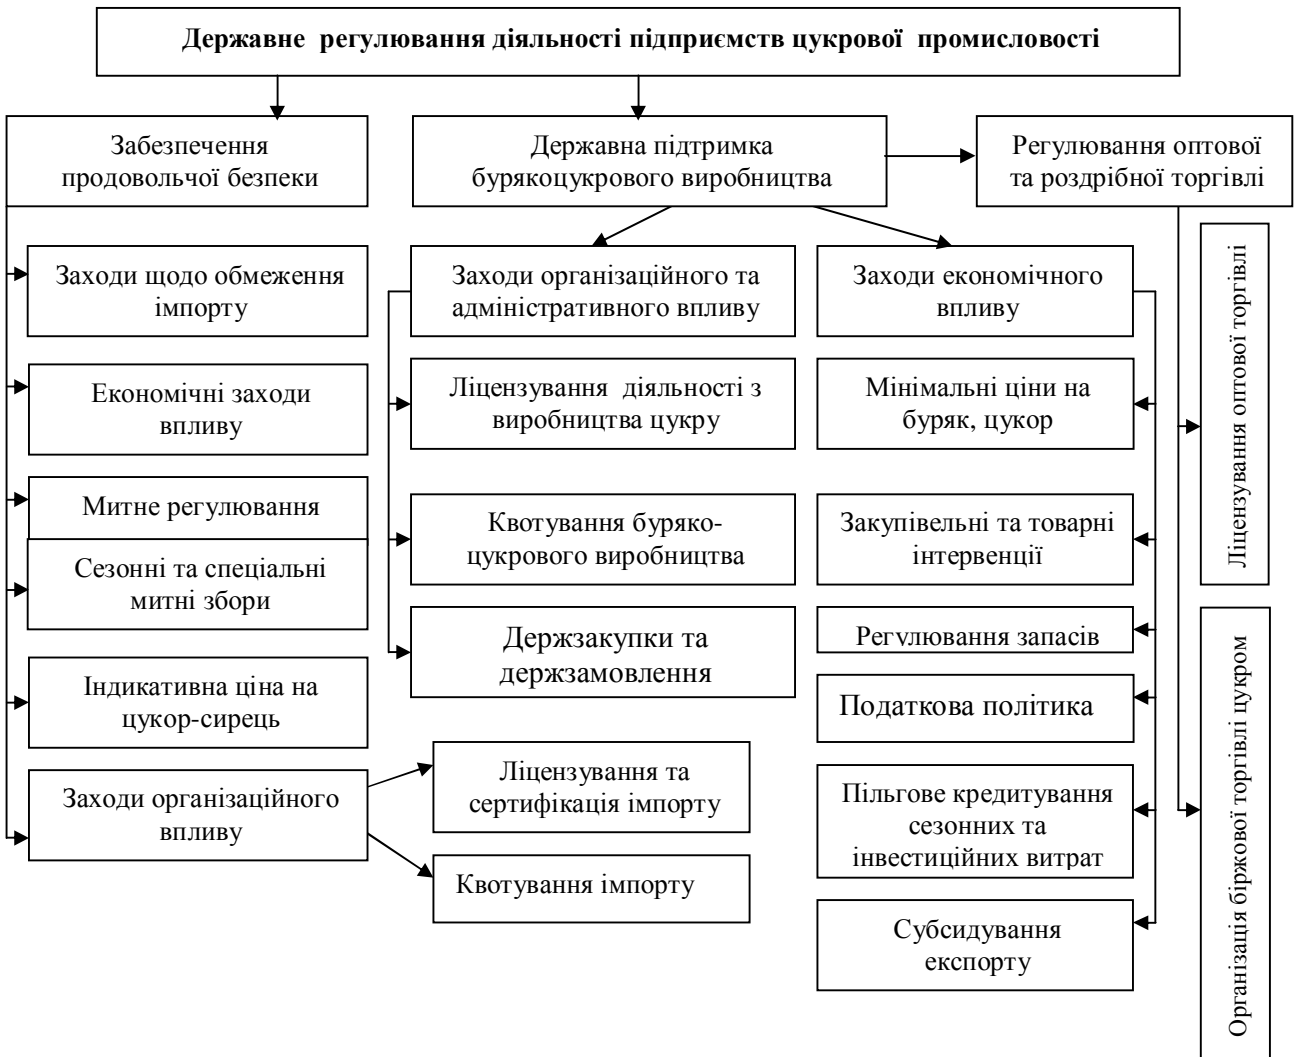 Державне регулювання діяльності підприємств цукрової промисловості
Забезпечення
продовольчої безпеки
Державна підтримка
бурякоцукрового виробництва
Регулювання оптової
та роздрібної торгівлі
Заходи щодо обмеження
імпорту
Економічні заходи
впливу
Митне регулювання
Сезонні та спеціальні
митні збори
Індикативна ціна на
цукор-сирець
Заходи організаційного
впливу
Ліцензування та
сертифікація імпорту
Квотування імпорту
Заходи організаційного та
адміністративного впливу
Ліцензування діяльності з
виробництва цукру
Квотування буряко-
цукрового виробництва
Держзакупки та
держзамовлення
Заходи економічного
впливу
Мінімальні ціни на
буряк, цукор
Закупівельні та товарні
інтервенції
Регулювання запасів
Податкова політика
Пільгове кредитування
сезонних та
інвестиційних витрат
Субсидування
експорту
Ліцензування оптової торгівлі
Організація біржової торгівлі цукром